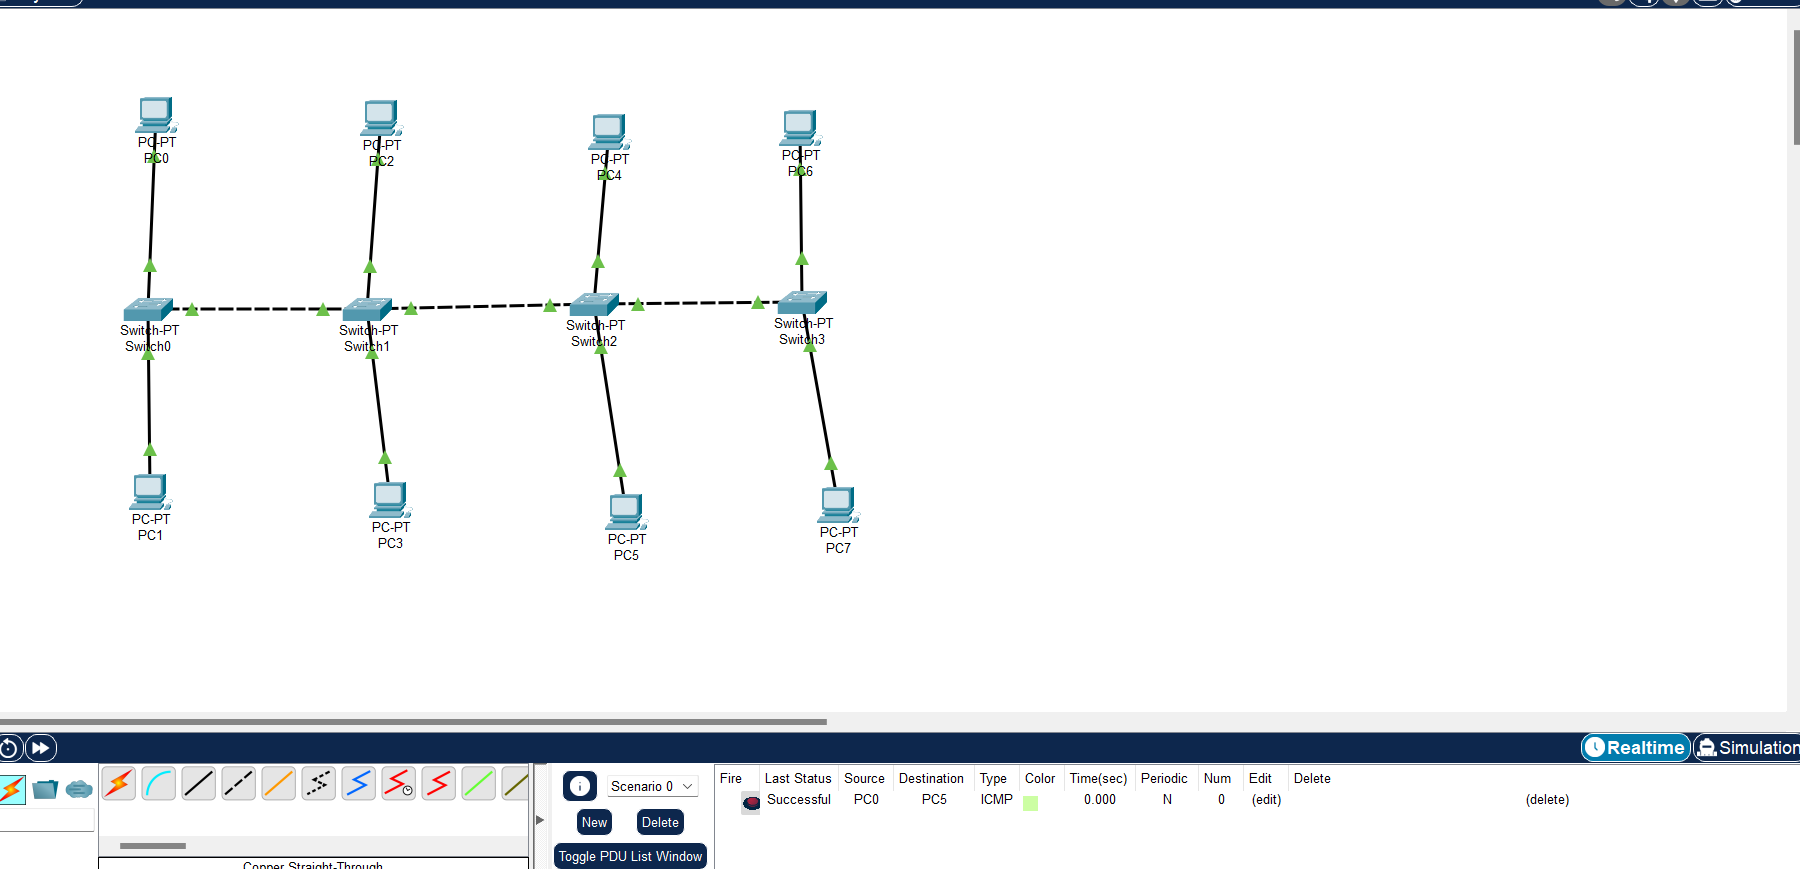 PC-PT
PC0
PC-PT
PC2
PC-PT
PC4
PC-PT
PC6
Switch-PT
Switch0
Switch-PT
Switch1
Switch-PT
Switch2
Switch-PT
Switch3
PC-PT
PC1
PC-PT
PC3
PC-PT
PC5
PC-PT
PC7
Realtime
Simulation
Scenario 0
New
Delete
Toggle PDU List Window
Fire Last Status Source Destination Type Color Time(sec) Periodic Num Edit Delete
Successful PC0 PC5 ICMP 0.000 N 0 (edit) (delete)
Copper Straight-Through